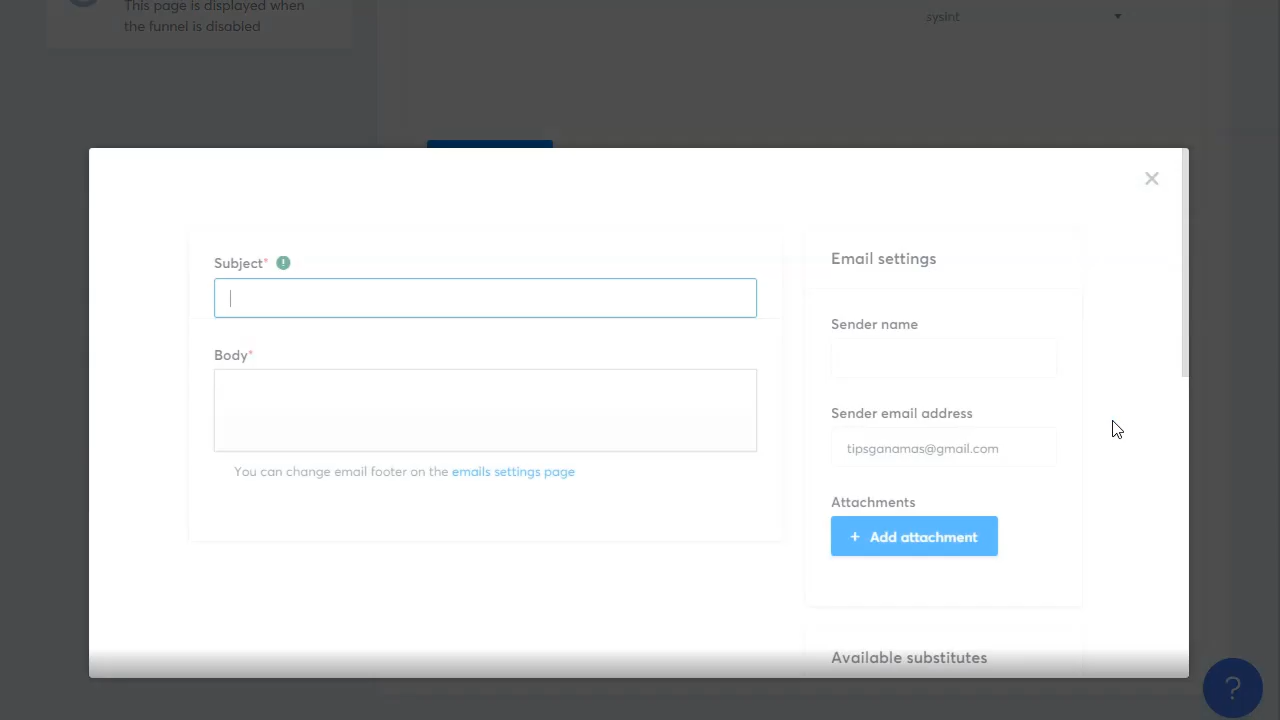 This page is displayed when
the funnel is disabled
sysint
Subject*
Body*
You can change email footer on the emails settings page
Email settings
Sender name
Sender email address
tipsganamas@gmail.com
Attachments
+ Add attachment
Available substitutes
?